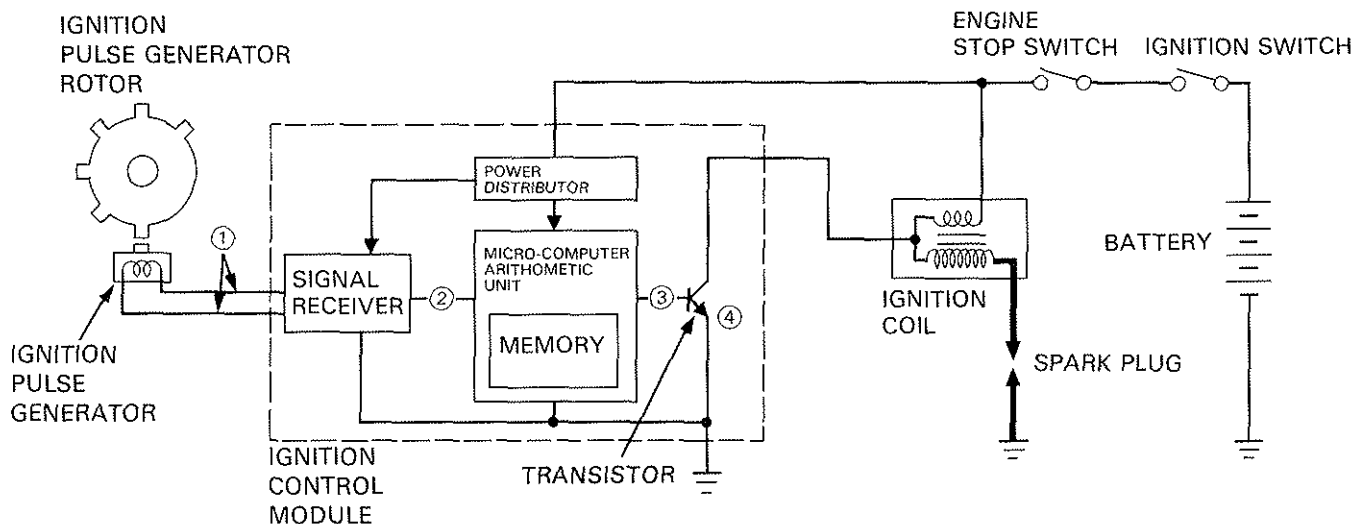 IGNITION
PULSE GENERATOR
ROTOR
ENGINE
STOP SWITCH
IGNITION SWITCH
POWER
DISTRIBUTOR
①
SIGNAL
RECEIVER
②
MICRO-COMPUTER
ARITHOMETIC
UNIT
MEMORY
③
④
BATTERY
IGNITION
COIL
SPARK PLUG
IGNITION
PULSE
GENERATOR
IGNITION
CONTROL
MODULE
TRANSISTOR